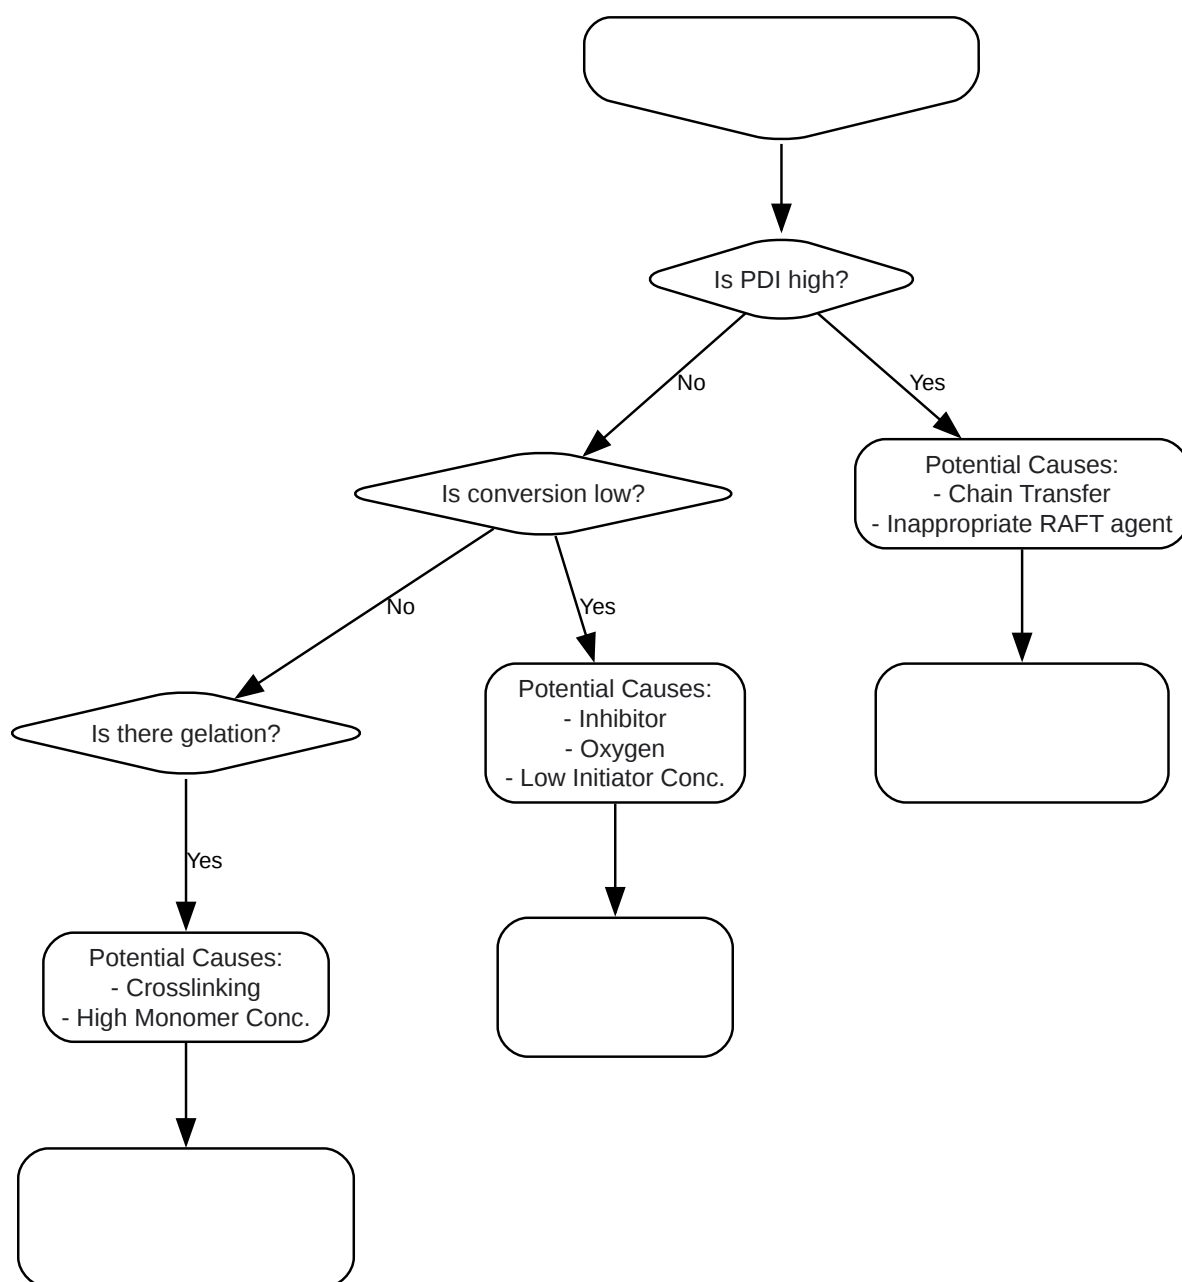 Is PDI high?
No
Yes
Is conversion low?
Potential Causes:
- Chain Transfer
- Inappropriate RAFT agent
No
Yes
Is there gelation?
Potential Causes:
- Inhibitor
- Oxygen
- Low Initiator Conc.
Yes
Potential Causes:
- Crosslinking
- High Monomer Conc.